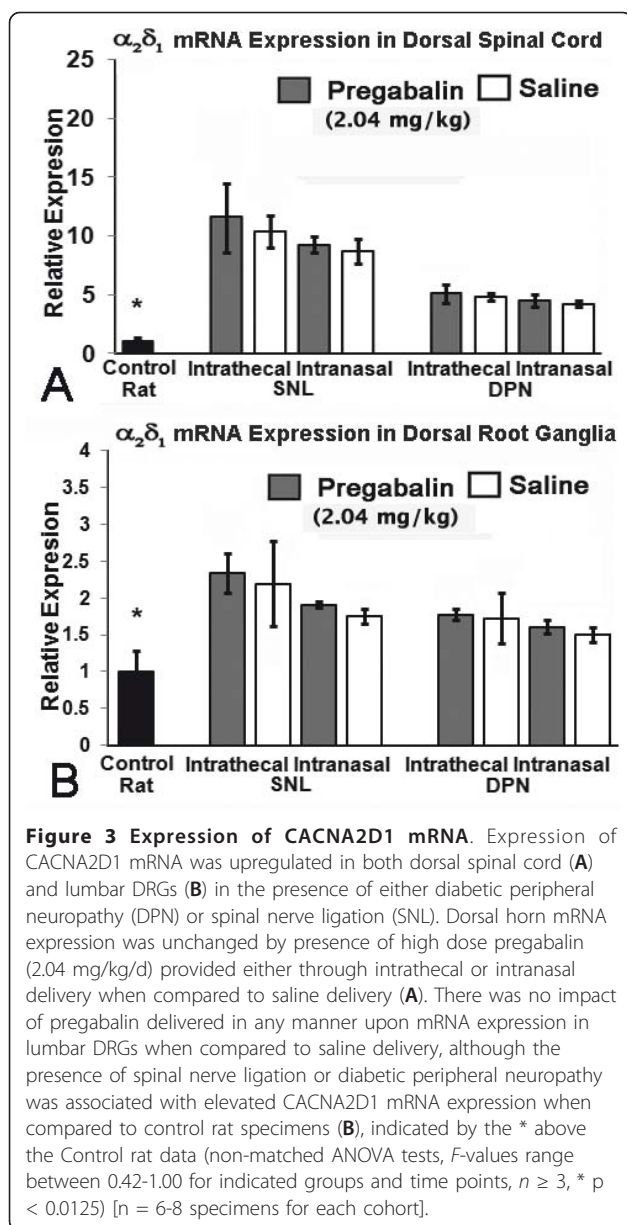 α₂δ₁ mRNA Expression in Dorsal Spinal Cord
25
20
15
10
5
0
Relative Expression
Pregabalin
(2.04 mg/kg)
Saline
*
Control
Rat
Intrathecal Intranasal
SNL
Intrathecal Intranasal
DPN
A
α₂δ₁ mRNA Expression in Dorsal Root Ganglia
4
3.5
3
2.5
2
1.5
1
0.5
0
Relative Expression
Pregabalin
(2.04 mg/kg)
Saline
*
Control
Rat
Intrathecal Intranasal
SNL
Intrathecal Intranasal
DPN
B
Figure 3 Expression of CACNA2D1 mRNA. Expression of
CACNA2D1 mRNA was upregulated in both dorsal spinal cord (A)
and lumbar DRGs (B) in the presence of either diabetic peripheral
neuropathy (DPN) or spinal nerve ligation (SNL). Dorsal horn mRNA
expression was unchanged by presence of high dose pregabalin
(2.04 mg/kg/d) provided either through intrathecal or intranasal
delivery when compared to saline delivery (A). There was no impact
of pregabalin delivered in any manner upon mRNA expression in
lumbar DRGs when compared to saline delivery, although the
presence of spinal nerve ligation or diabetic peripheral neuropathy
was associated with elevated CACNA2D1 mRNA expression when
compared to control rat specimens (B), indicated by the * above
the Control rat data (non-matched ANOVA tests, F-values range
between 0.42-1.00 for indicated groups and time points, n ≥ 3, * p
< 0.0125) [n = 6-8 specimens for each cohort].